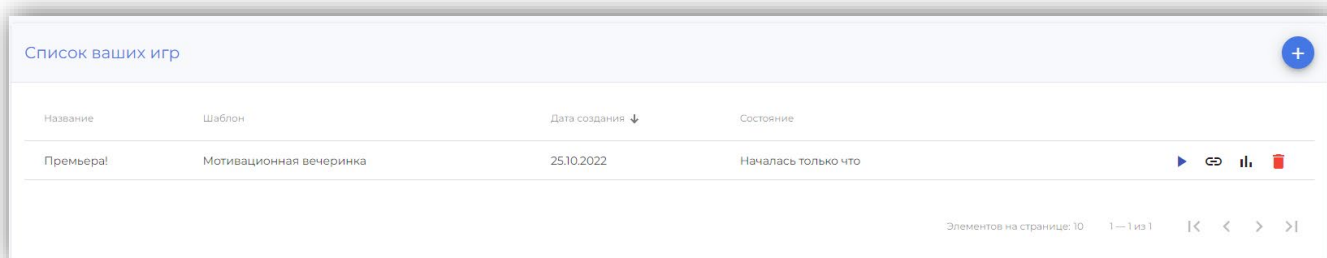 Список ваших игр
Название Шаблон Дата создания Состояние
Премьера! Мотивационная вечеринка 25.10.2022 Началась только что
Элементов на странице: 10 1 — 1 из 1